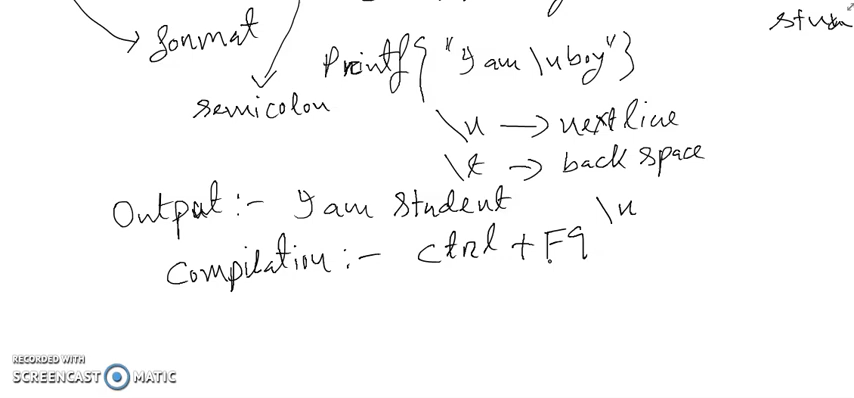 format
Printf{"I am \n boy"}
semicolon
\n → next line
\t → back space
Output :- I am student
\n
Compilation :- Ctrl + F9
RECORDED WITH
SCREENCAST MATIC